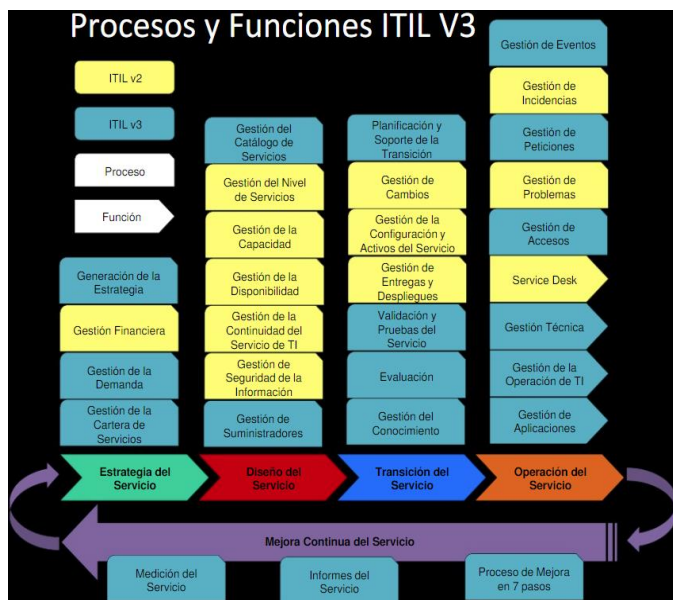 Procesos y Funciones ITIL V3
ITIL v2
ITIL v3
Proceso
Función
Generación de la
Estrategia
Gestión Financiera
Gestión de la
Demanda
Gestión de la
Cartera de
Servicios
Gestión del
Catálogo de
Servicios
Gestión del Nivel
de Servicios
Gestión de la
Capacidad
Gestión de la
Disponibilidad
Gestión de la
Continuidad del
Servicio de TI
Gestión de
Seguridad de la
Información
Gestión de
Suministradores
Planificación y
Soporte de la
Transición
Gestión de
Cambios
Gestión de la
Configuración y
Activos del Servicio
Gestión de
Entregas y
Despliegues
Validación y
Pruebas del
Servicio
Evaluación
Gestión del
Conocimiento
Gestión de Eventos
Gestión de
Incidencias
Gestión de
Peticiones
Gestión de
Problemas
Gestión de
Accesos
Service Desk
Gestión Técnica
Gestión de la
Operación de TI
Gestión de
Aplicaciones
Estrategia del
Servicio
Diseño del
Servicio
Transición del
Servicio
Operación del
Servicio
Mejora Continua del Servicio
Medición del
Servicio
Informes del
Servicio
Proceso de Mejora
en 7 pasos